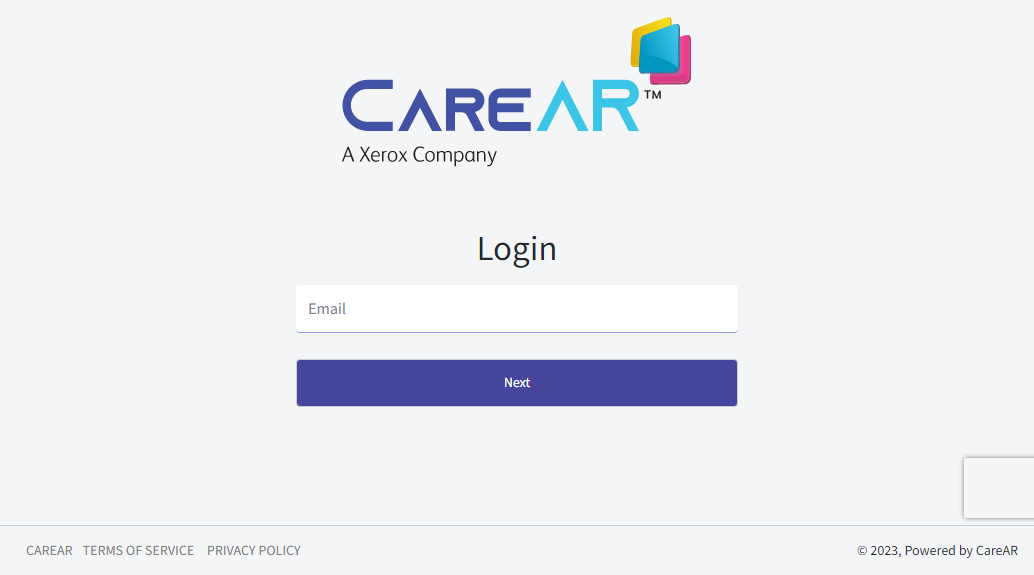 CAREAR™
A Xerox Company
Login
Email
Next
CAREAR TERMS OF SERVICE PRIVACY POLICY © 2023, Powered by CareAR